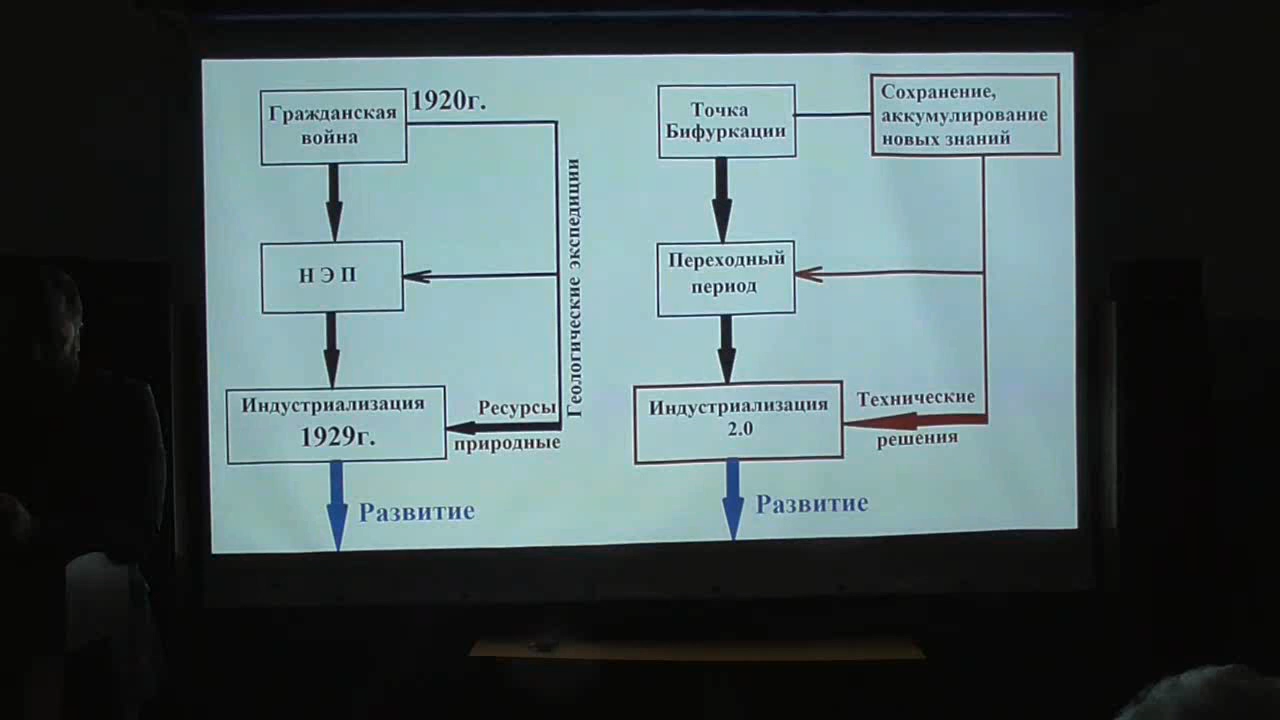 Гражданская
война
1920г.
Геологические экспедиции
Н Э П
Индустриализация
1929г.
Ресурсы
природные
Развитие
Точка
Бифуркации
Сохранение,
аккумулирование
новых знаний
Переходный
период
Индустриализация
2.0
Технические
решения
Развитие